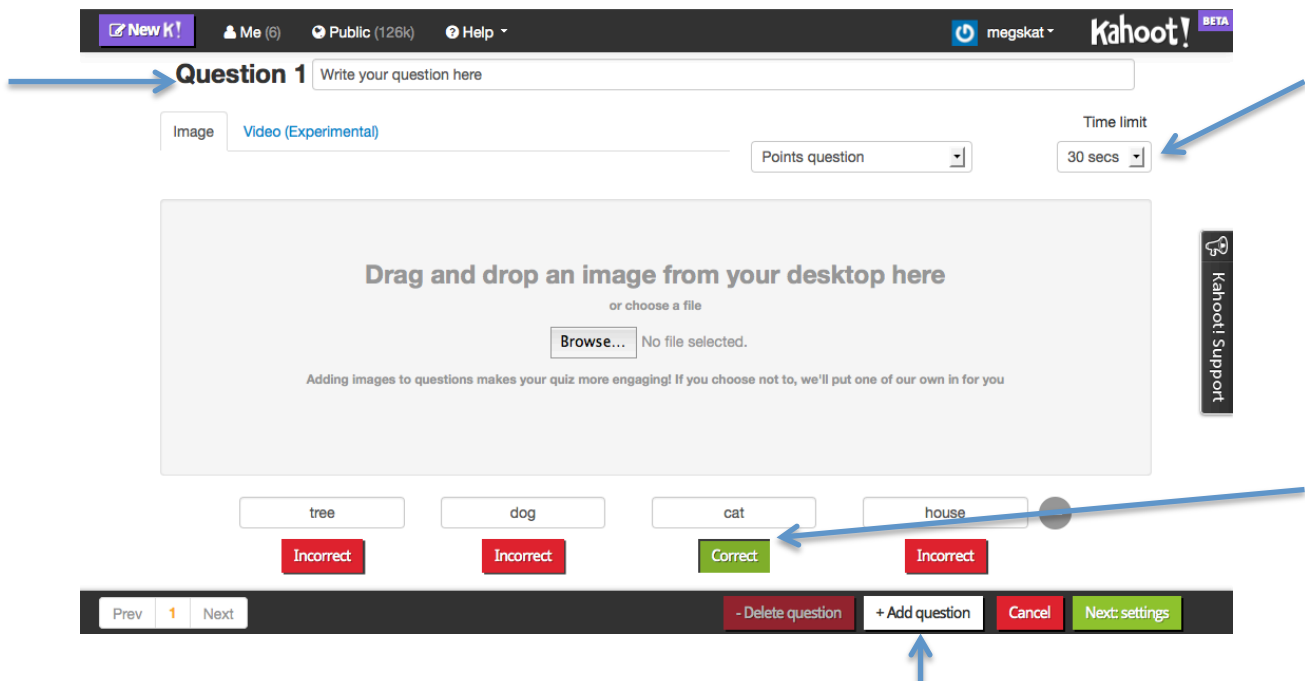 New K! Me (6) Public (126k) Help megskat Kahoot! BETA
Question 1 Write your question here
Image Video (Experimental) Time limit
Points question 30 secs
Drag and drop an image from your desktop here
or choose a file
Browse... No file selected.
Adding images to questions makes your quiz more engaging! If you choose not to, we'll put one of our own in for you
Kahoot! Support
tree dog cat house
Incorrect Incorrect Correct Incorrect
Prev 1 Next - Delete question + Add question Cancel Next: settings